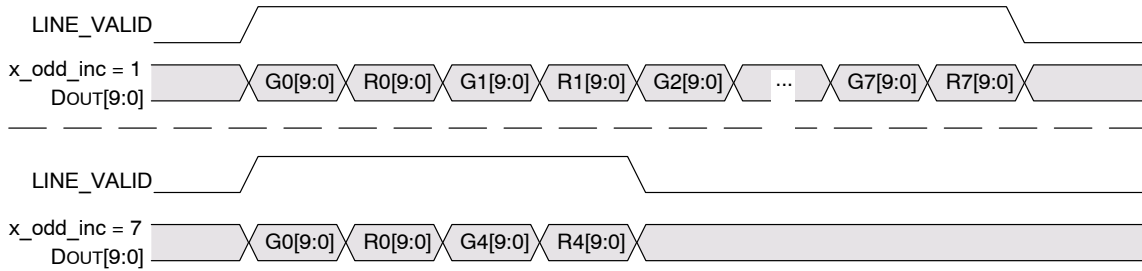 LINE_VALID
x_odd_inc = 1
DOUT[9:0]
G0[9:0] R0[9:0] G1[9:0] R1[9:0] G2[9:0] ... G7[9:0] R7[9:0]
LINE_VALID
x_odd_inc = 7
DOUT[9:0]
G0[9:0] R0[9:0] G4[9:0] R4[9:0]